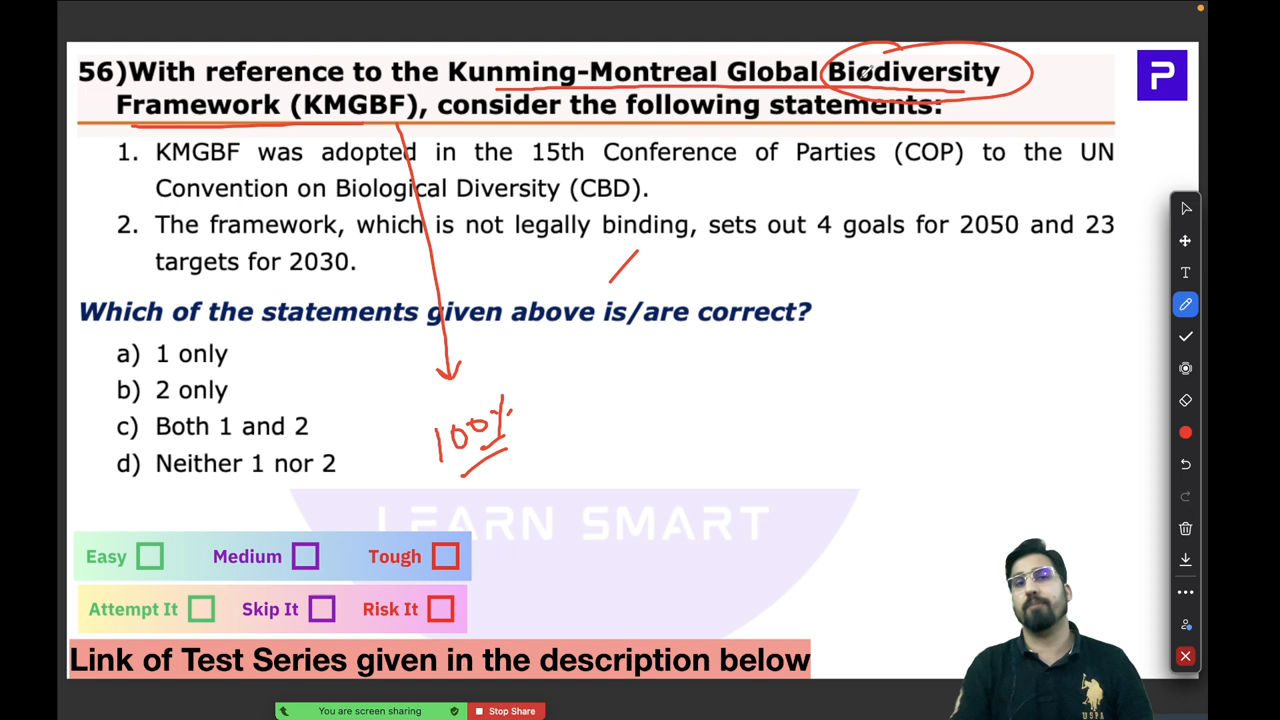 56)With reference to the Kunming-Montreal Global Biodiversity
Framework (KMGBF), consider the following statements:
1. KMGBF was adopted in the 15th Conference of Parties (COP) to the UN
Convention on Biological Diversity (CBD).
2. The framework, which is not legally binding, sets out 4 goals for 2050 and 23
targets for 2030.
Which of the statements given above is/are correct?
a) 1 only
b) 2 only
c) Both 1 and 2
d) Neither 1 nor 2
100%
LEARN SMART
Easy Medium Tough
Attempt It Skip It Risk It
Link of Test Series given in the description below
USPA
You are screen sharing Stop Share
P
T